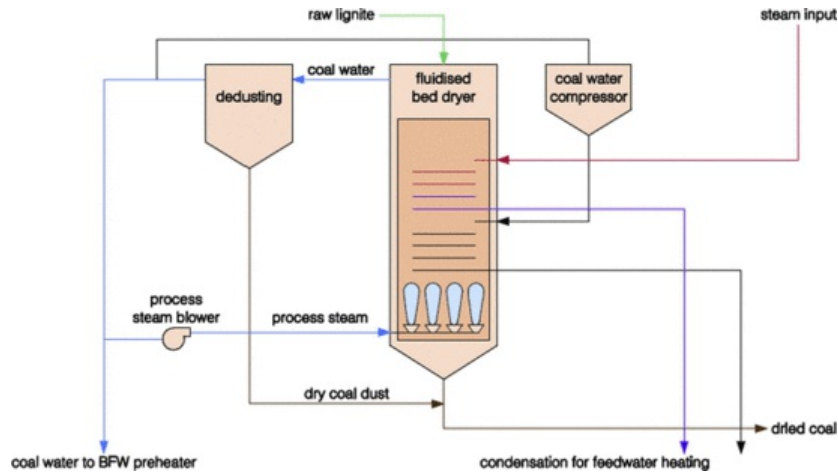 raw lignite
steam input
coal water
dedusting
fluidised
bed dryer
coal water
compressor
process
steam blower
process steam
dry coal dust
dried coal
coal water to BFW preheater
condensation for feedwater heating